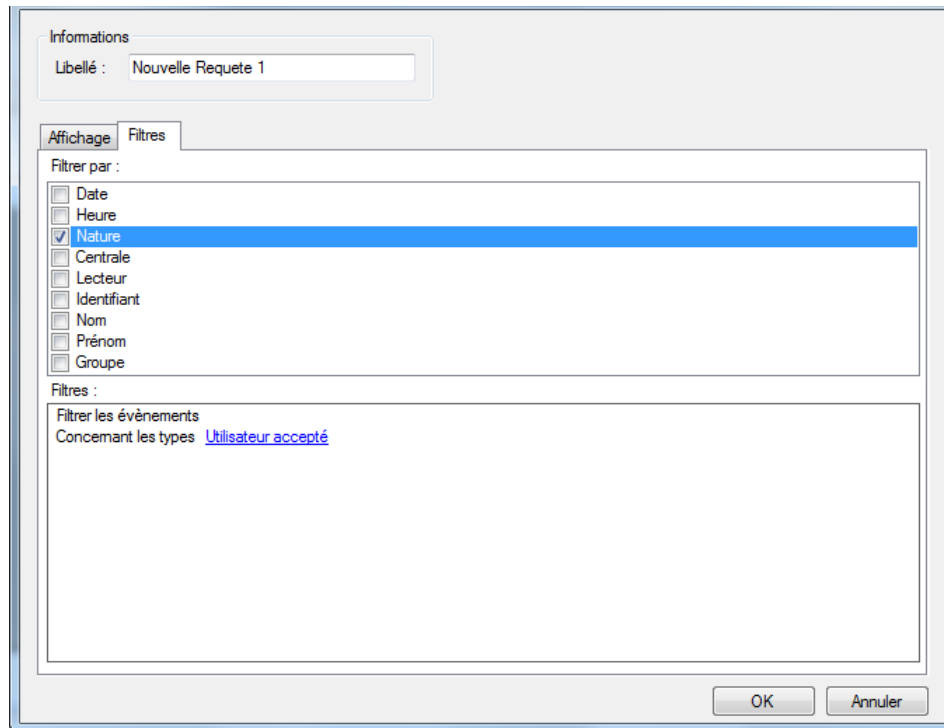 Informations
Libellé : Nouvelle Requete 1
Affichage Filtres
Filtrer par :
Date
Heure
Nature
Centrale
Lecteur
Identifiant
Nom
Prénom
Groupe
Filtres :
Filtrer les évènements
Concernant les types Utilisateur accepté
OK Annuler